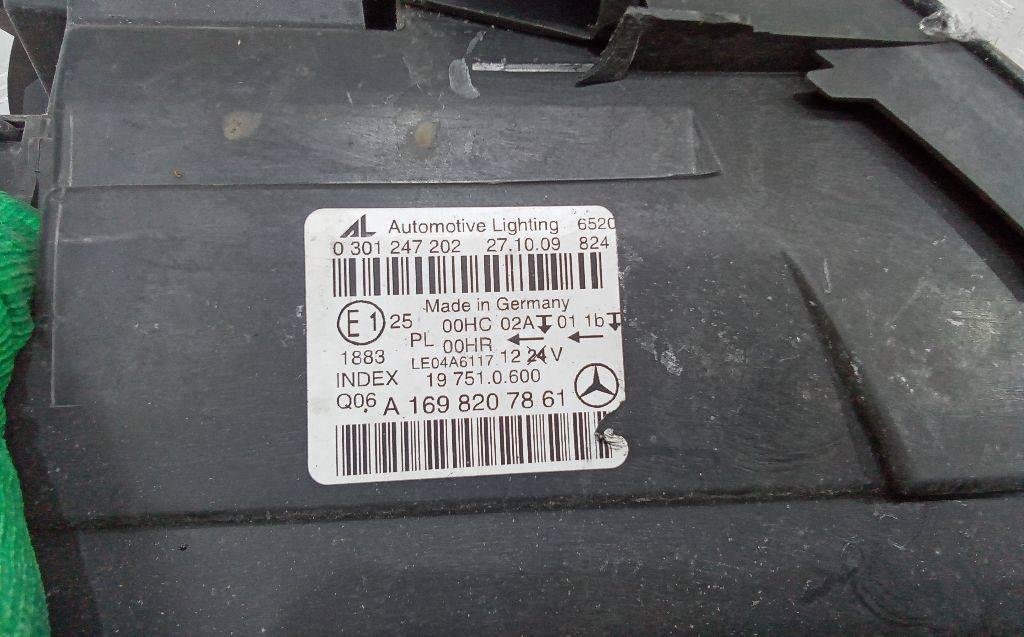 AL Automotive Lighting 6520
0 301 247 202 27.10.09 824
Made in Germany
E1 25 00HC 02A 01 1b
PL 00HR
1883 LE04A6117 12 24 V
INDEX 19 751.0.600
Q06 A 169 820 78 61